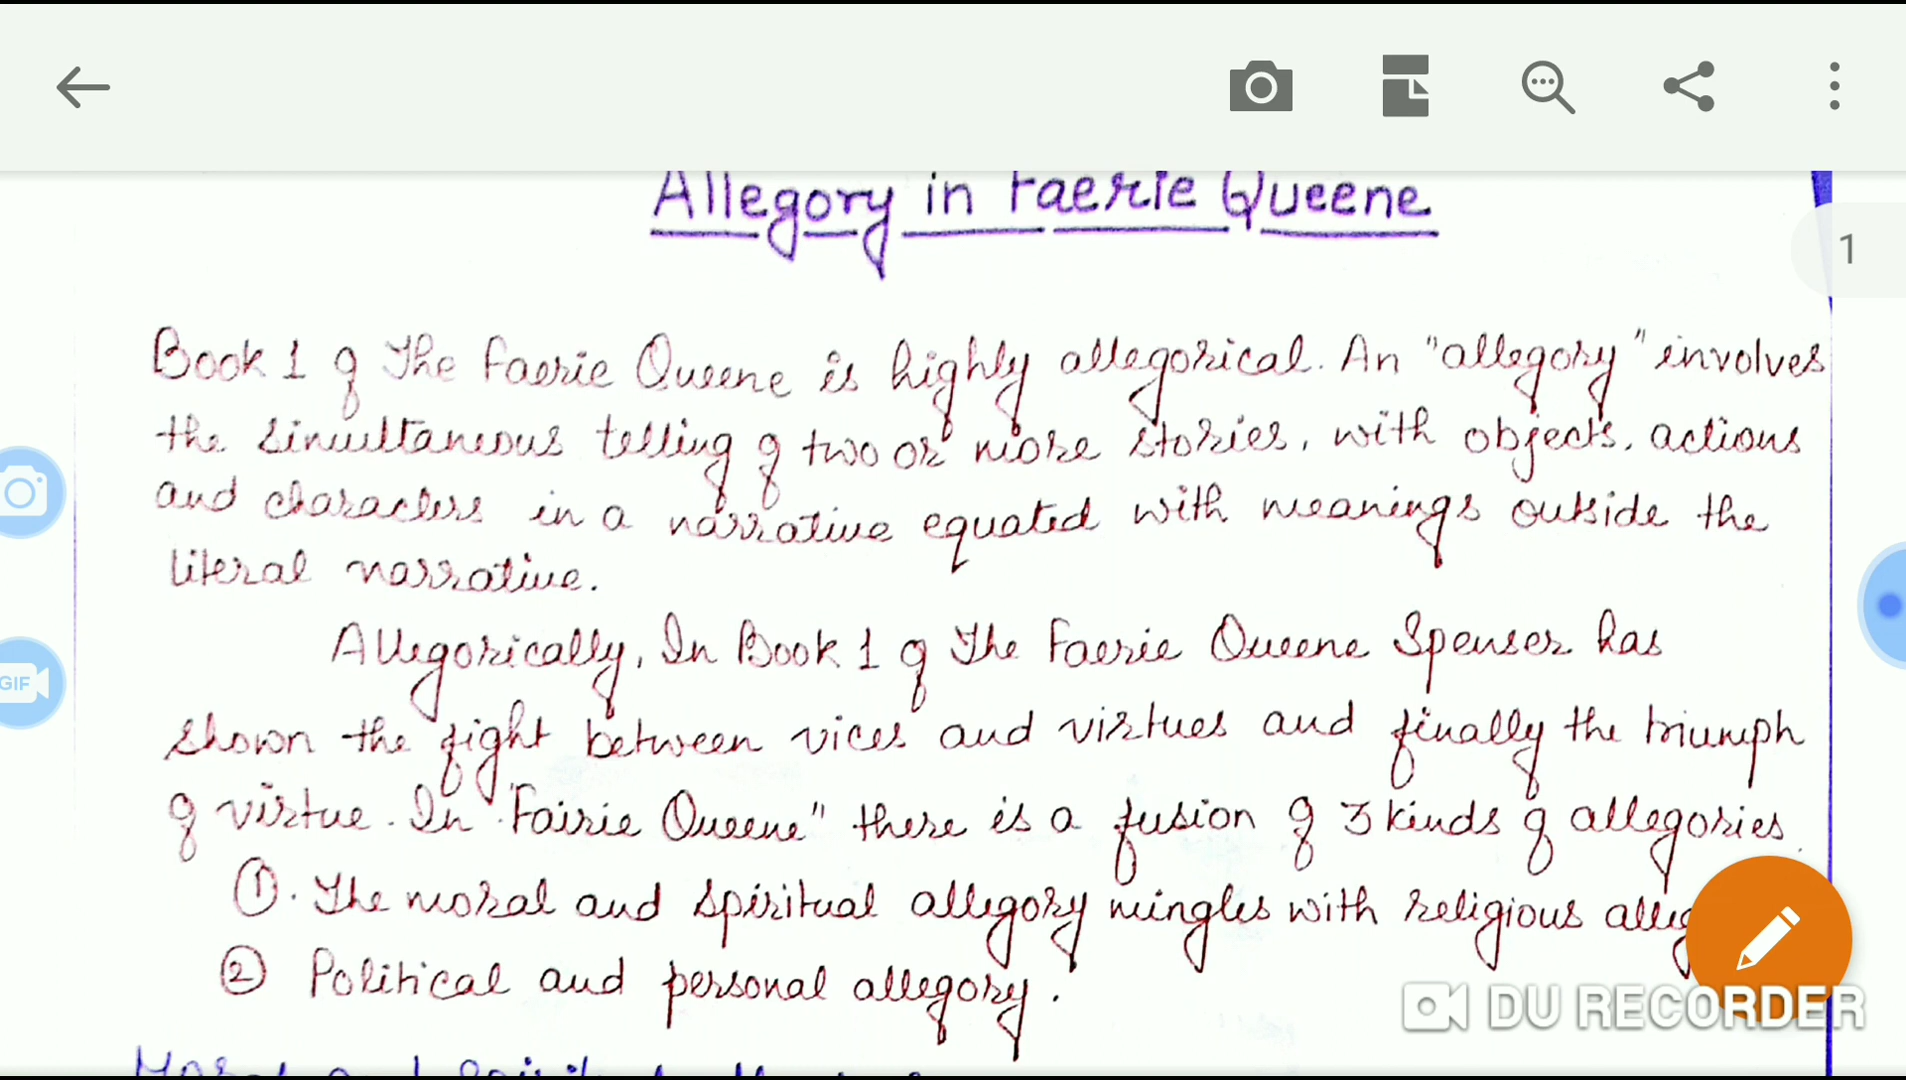 Allegory in Faerie Queene
1
Book 1 of The Faerie Queene is highly allegorical. An "allegory" involves
the simultaneous telling of two or more stories, with objects, actions
and characters in a narrative equated with meanings outside the
literal narrative.
Allegorically, In Book 1 of The Faerie Queene Spenser has
shown the fight between vices and virtues and finally the triumph
of virtue. In "Fairie Queene" there is a fusion of 3 kinds of allegories.
①. The moral and spiritual allegory mingles with religious
② Political and personal allegory.
GIF
DU RECORDER